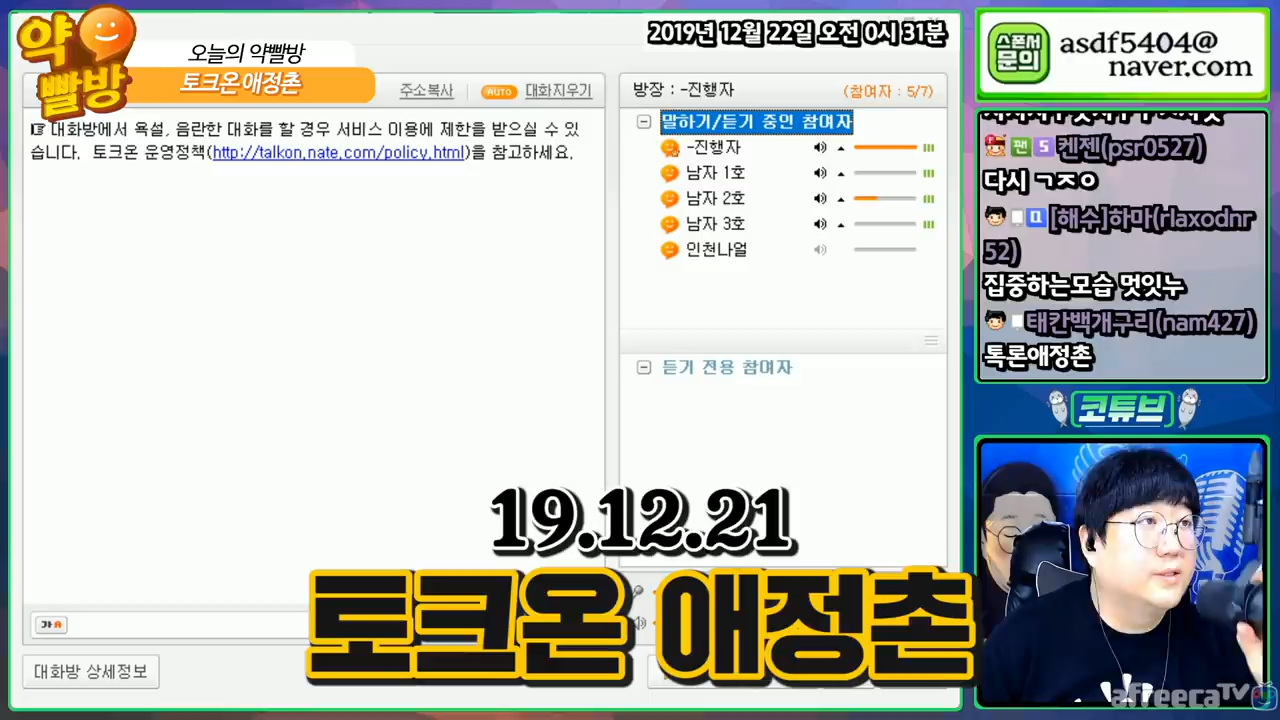 약빵방
오늘의 약빵방
토크온 애정촌
2019년 12월 22일 오전 0시 31분
스폰서
문의
asdf5404@
naver.com
주소복사
AUTO
대화지우기
방장 : -진행자
(참여자 : 5/7)
☞ 대화방에서 욕설, 음란한 대화를 할 경우 서비스 이용에 제한을 받으실 수 있
습니다. 토크온 운영정책(http://talkon.nate.com/policy.html)을 참고하세요.
말하기/듣기 중인 참여자
-진행자
남자 1호
남자 2호
남자 3호
인천나얼
듣기 전용 참여자
팬 5 켄젠(psr0527)
다시 ㄱㅈㅇ
[해수]하마(rlaxodnr
52)
집중하는모습 멋잇누
태칸백개구리(nam427)
톡론애정촌
코튜브
19.12.21
토크온 애정촌
가A
대화방 상세정보
afreecaTV